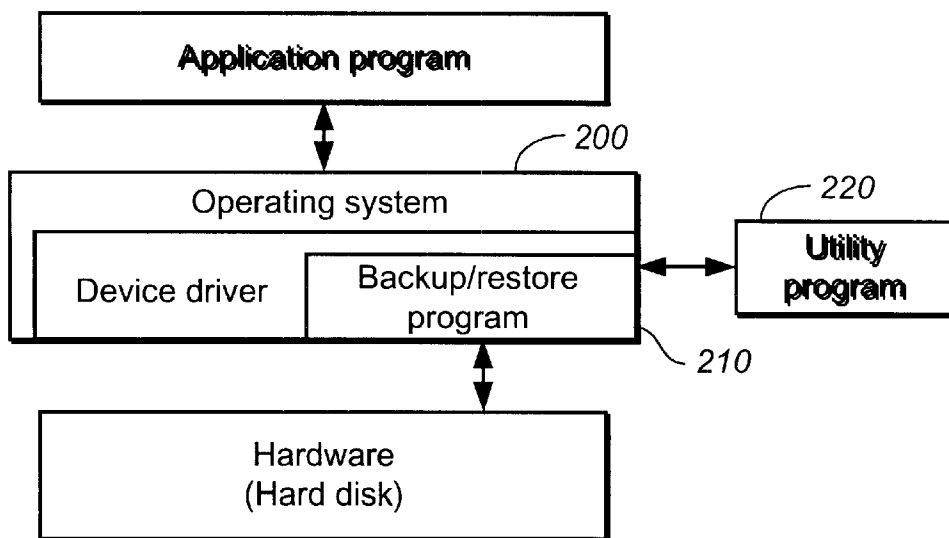 Application program
200
Operating system
220
Utility
program
Device driver
Backup/restore
program
210
Hardware
(Hard disk)